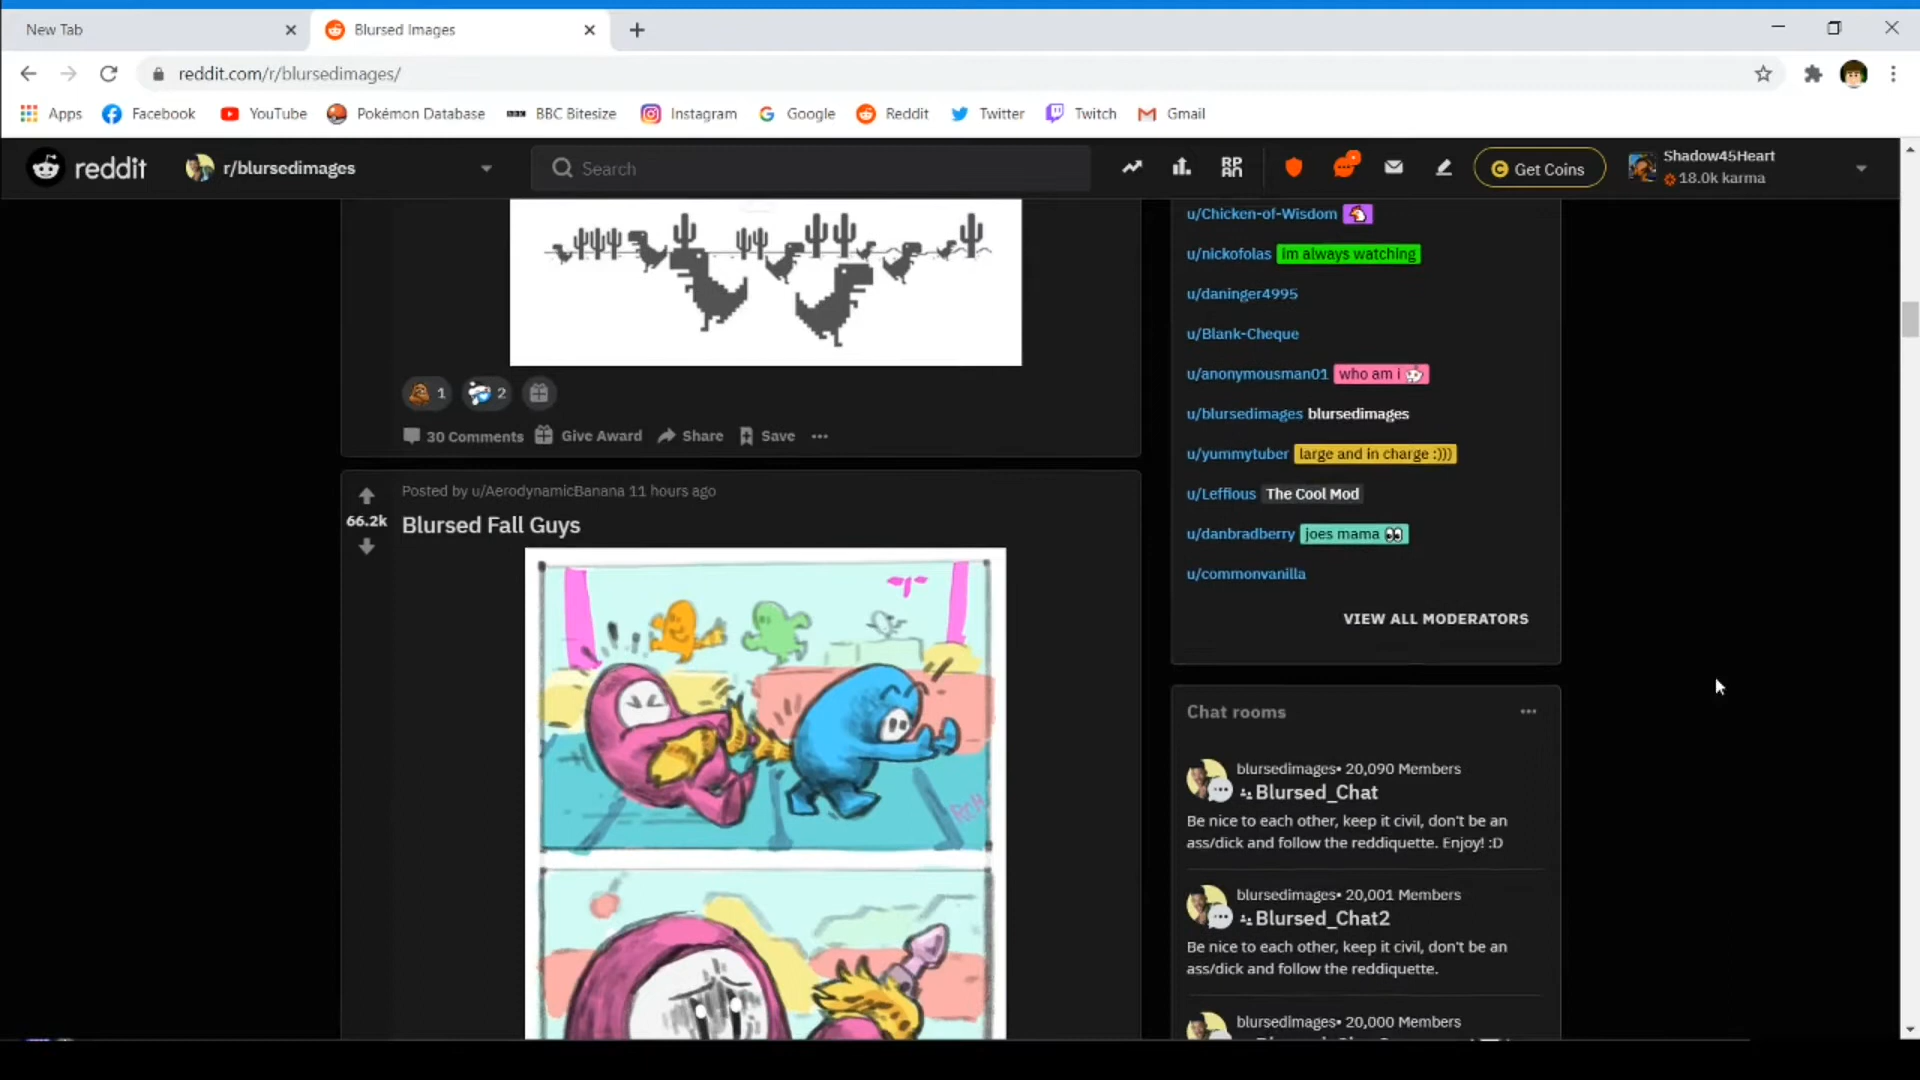 New Tab
Blursed Images
reddit.com/r/blursedimages/
Apps
Facebook
YouTube
Pokémon Database
BBC Bitesize
Instagram
Google
Reddit
Twitter
Twitch
Gmail
reddit
r/blursedimages
Search
Get Coins
Shadow45Heart
18.0k karma
1
2
30 Comments
Give Award
Share
Save
66.2k
Posted by u/AerodynamicBanana 11 hours ago
Blursed Fall Guys
u/Chicken-of-Wisdom
u/nickofolas im always watching
u/daninger4995
u/Blank-Cheque
u/anonymousman01 who am i
u/blursedimages blursedimages
u/yummytuber large and in charge :)))
u/Leffious The Cool Mod
u/danbradberry joes mama
u/commonvanilla
VIEW ALL MODERATORS
Chat rooms
blursedimages• 20,090 Members
Blursed_Chat
Be nice to each other, keep it civil, don't be an
ass/dick and follow the reddiquette. Enjoy! :D
blursedimages• 20,001 Members
Blursed_Chat2
Be nice to each other, keep it civil, don't be an
ass/dick and follow the reddiquette.
blursedimages• 20,000 Members